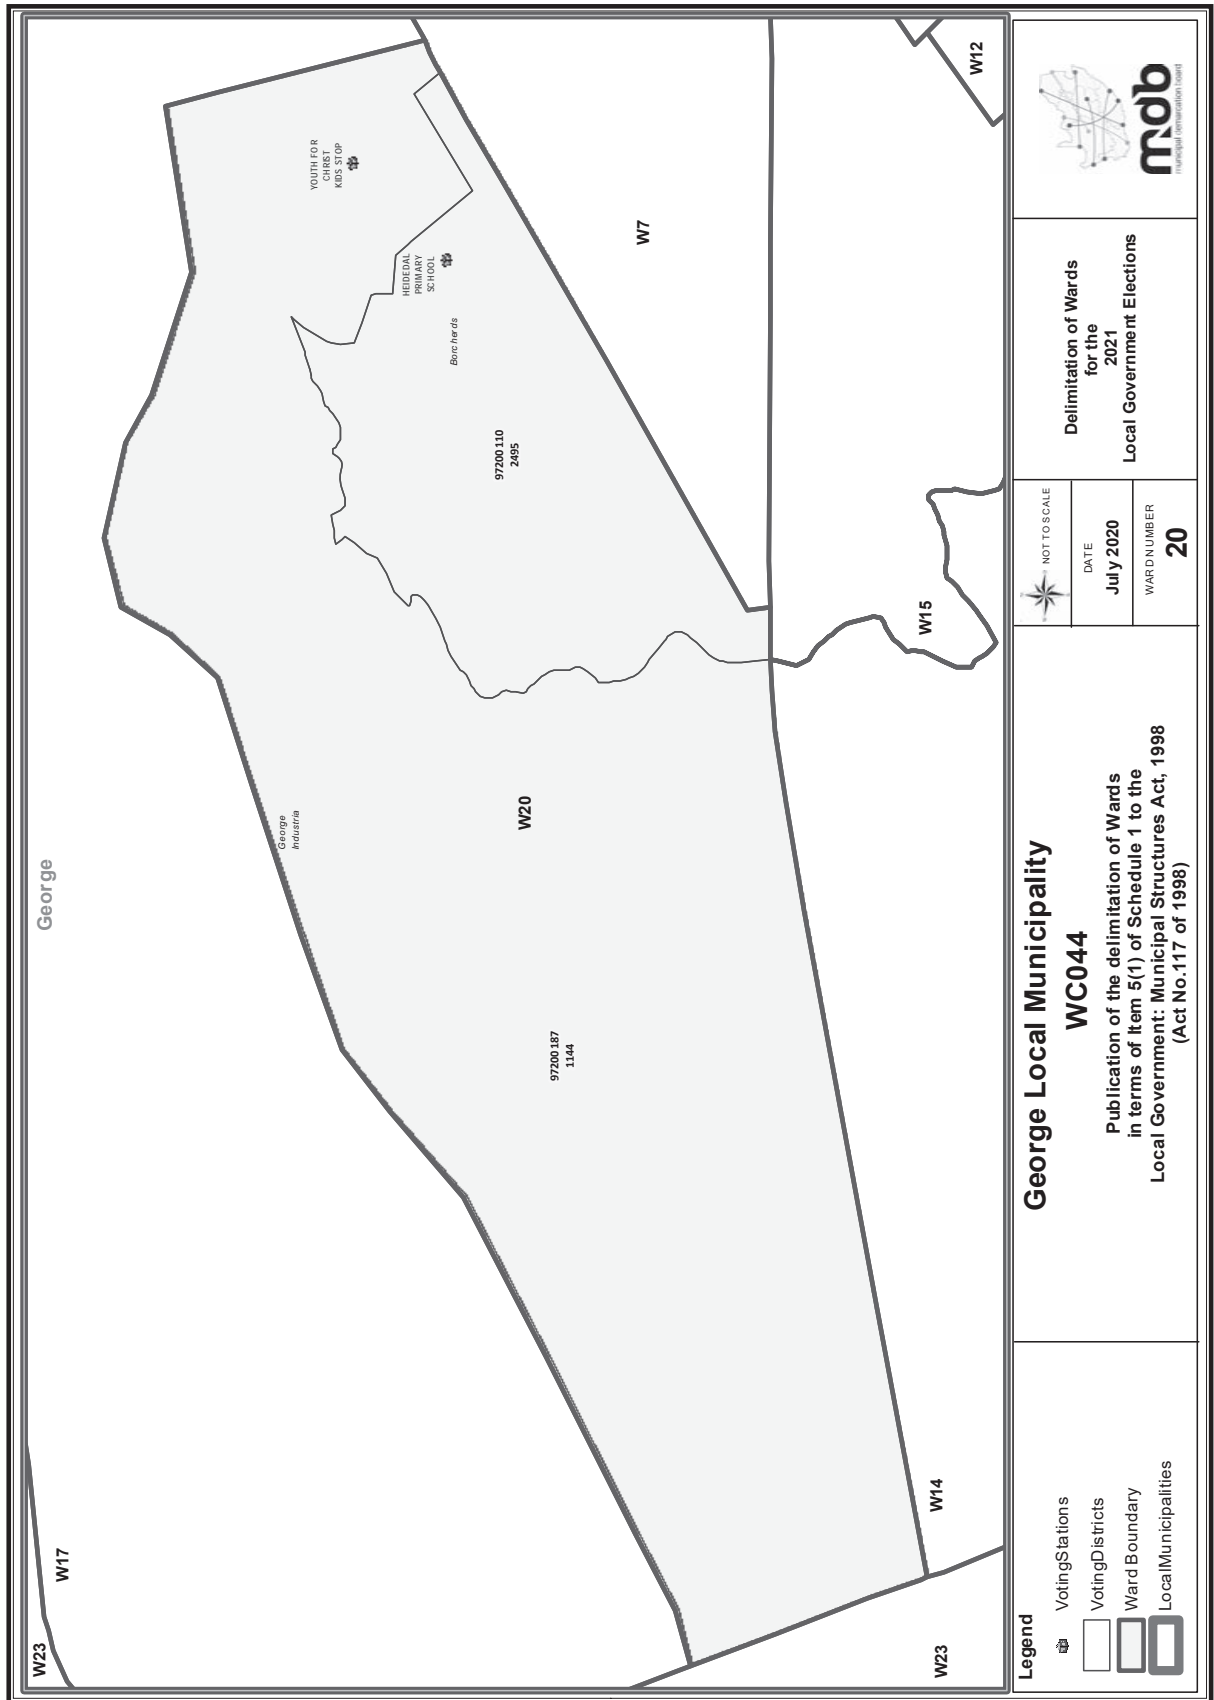 George
W17
W23
George
Industria
YOUTH FOR
CHRIST
KIDS STOP
HEIDEDAL
PRIMARY
SCHOOL
Borcherds
97200110
2495
W20
97200187
1144
W7
W12
W15
W14
W23
Legend
VotingStations
VotingDistricts
Ward Boundary
LocalMunicipalities
George Local Municipality
WC044
Publication of the delimitation of Wards
in terms of Item 5(1) of Schedule 1 to the
Local Government: Municipal Structures Act, 1998
(Act No.117 of 1998)
NOT TO SCALE
DATE
July 2020
WARD NUMBER
20
Delimitation of Wards
for the
2021
Local Government Elections
mdb
municipal demarcation board